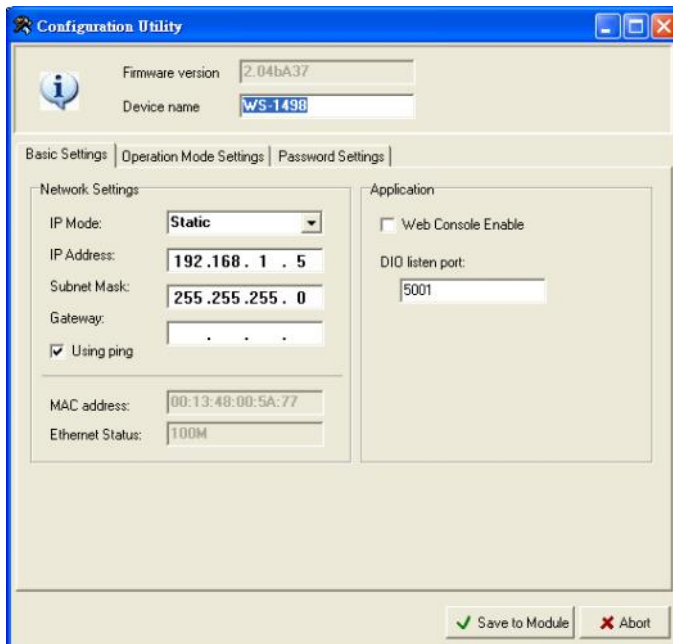 Configuration Utility
Firmware version 2.04bA37
Device name WS-1498
Basic Settings Operation Mode Settings Password Settings
Network Settings
IP Mode: Static
IP Address: 192.168. 1 . 5
Subnet Mask: 255.255.255. 0
Gateway: . . .
Using ping
MAC address: 00:13:48:00:5A:77
Ethernet Status: 100M
Application
Web Console Enable
DIO listen port:
5001
Save to Module Abort